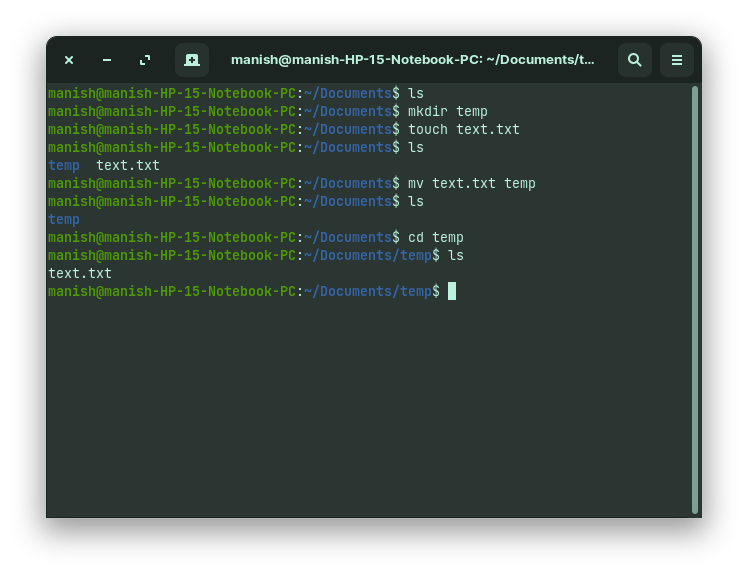 manish@manish-HP-15-Notebook-PC: ~/Documents/t...
manish@manish-HP-15-Notebook-PC:~/Documents$ ls
manish@manish-HP-15-Notebook-PC:~/Documents$ mkdir temp
manish@manish-HP-15-Notebook-PC:~/Documents$ touch text.txt
manish@manish-HP-15-Notebook-PC:~/Documents$ ls
temp  text.txt
manish@manish-HP-15-Notebook-PC:~/Documents$ mv text.txt temp
manish@manish-HP-15-Notebook-PC:~/Documents$ ls
temp
manish@manish-HP-15-Notebook-PC:~/Documents$ cd temp
manish@manish-HP-15-Notebook-PC:~/Documents/temp$ ls
text.txt
manish@manish-HP-15-Notebook-PC:~/Documents/temp$